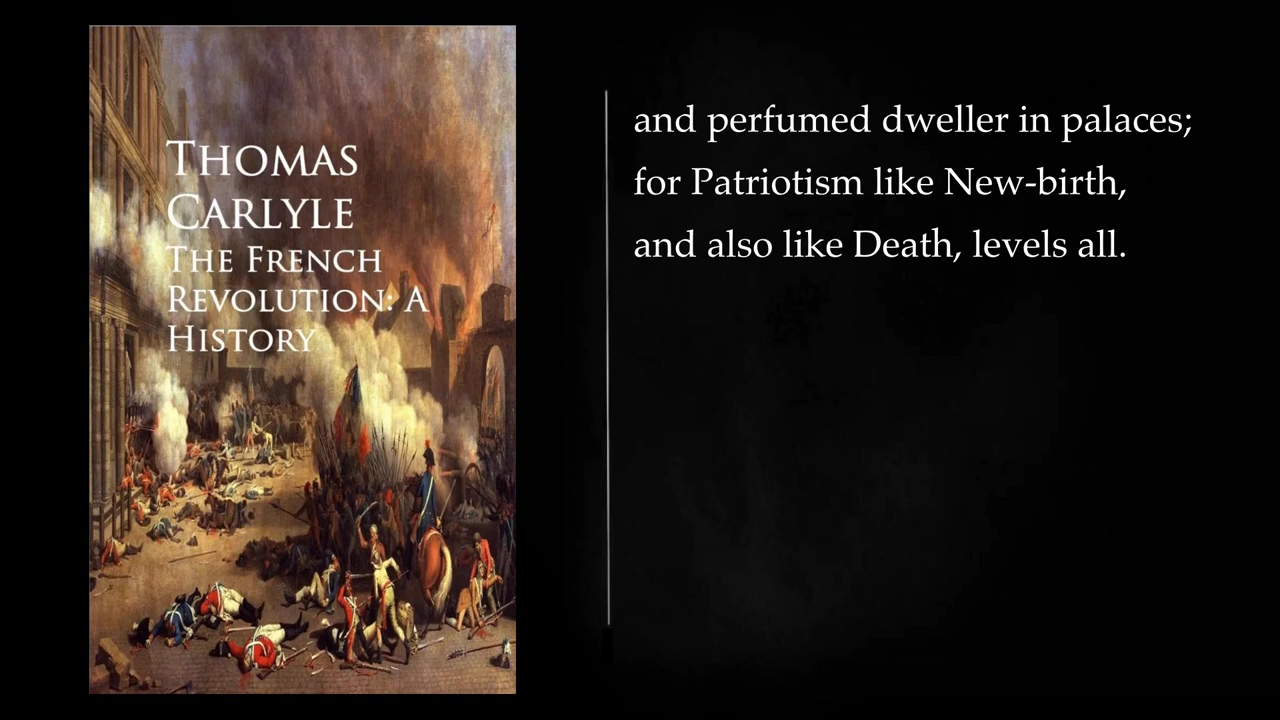 THOMAS
CARLYLE
THE FRENCH
REVOLUTION: A
HISTORY
and perfumed dweller in palaces;
for Patriotism like New-birth,
and also like Death, levels all.